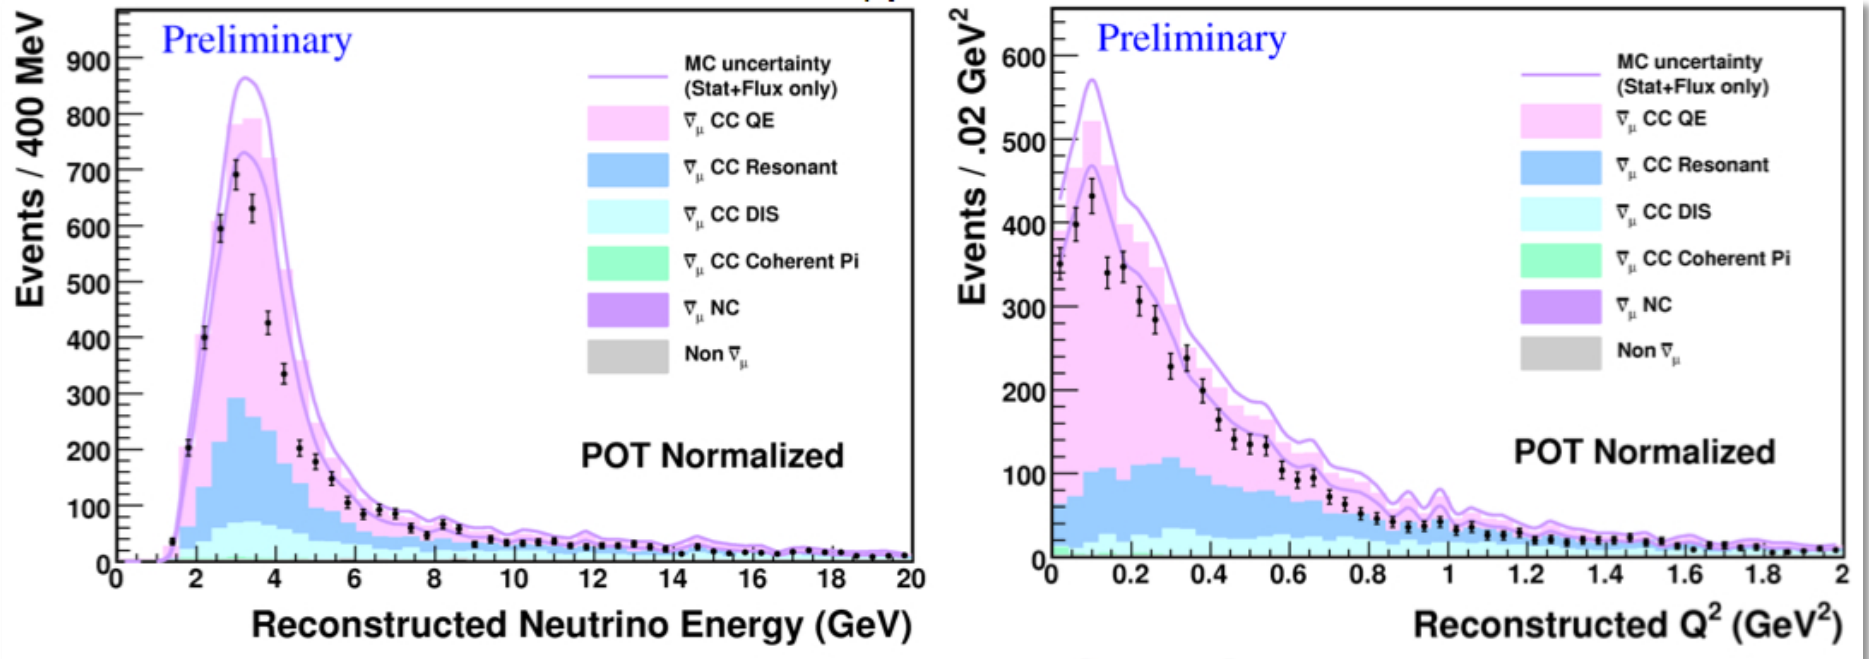 Preliminary
Events / 400 MeV
900
800
700
600
500
400
300
200
100
0
MC uncertainty
(Stat+Flux only)
ν̅μ CC QE
ν̅μ CC Resonant
ν̅μ CC DIS
ν̅μ CC Coherent Pi
ν̅μ NC
Non ν̅μ
POT Normalized
0 2 4 6 8 10 12 14 16 18 20
Reconstructed Neutrino Energy (GeV)
Preliminary
Events / .02 GeV²
600
500
400
300
200
100
0
MC uncertainty
(Stat+Flux only)
ν̅μ CC QE
ν̅μ CC Resonant
ν̅μ CC DIS
ν̅μ CC Coherent Pi
ν̅μ NC
Non ν̅μ
POT Normalized
0 0.2 0.4 0.6 0.8 1 1.2 1.4 1.6 1.8 2
Reconstructed Q² (GeV²)